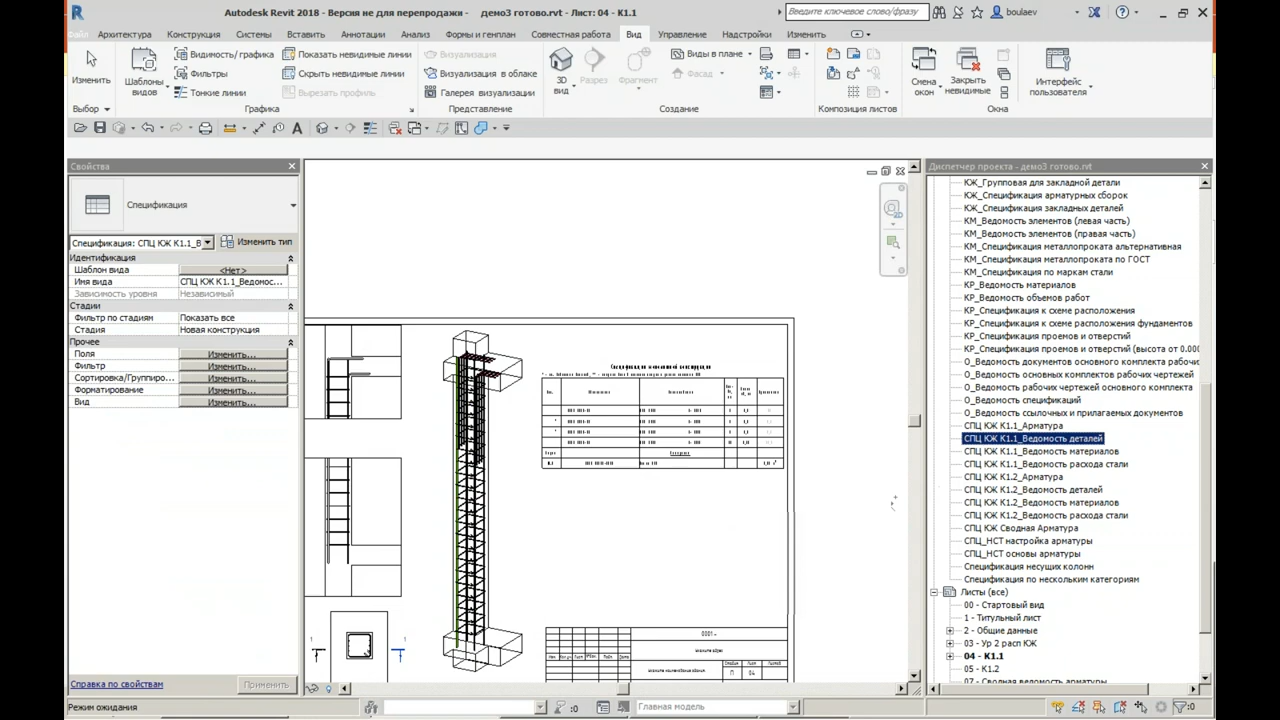 Autodesk Revit 2018 - Версия не для перепродажи - демо3 готово.rvt - Лист: 04 - К1.1
Введите ключевое слово/фразу
boulaev
Файл Архитектура Конструкция Системы Вставить Аннотации Анализ Формы и генплан Совместная работа Вид Управление Надстройки Изменить
Изменить
Шаблоны видов
Видимость/графика
Фильтры
Тонкие линии
Показать невидимые линии
Скрыть невидимые линии
Вырезать профиль
Визуализация
Визуализация в облаке
Галерея визуализации
3D вид
Разрез
Фрагмент
Виды в плане
Фасад
Смена окон
Закрыть невидимые
Интерфейс пользователя
Выбор Графика Представление Создание Композиция листов Окна
Свойства
Спецификация
Спецификация: СПЦ КЖ К1.1_В
Изменить тип
Идентификация
Шаблон вида <Нет>
Имя вида СПЦ КЖ К1.1_Ведомос...
Зависимость уровня Независимый
Стадии
Фильтр по стадиям Показать все
Стадия Новая конструкция
Прочее
Поля Изменить...
Фильтр Изменить...
Сортировка/Группиро... Изменить...
Форматирование Изменить...
Вид Изменить...
Справка по свойствам
Применить
Диспетчер проекта - демо3 готово.rvt
КЖ_Групповая для закладной детали
КЖ_Спецификация арматурных сборок
КЖ_Спецификация закладных деталей
КМ_Ведомость элементов (левая часть)
КМ_Ведомость элементов (правая часть)
КМ_Спецификация металлопроката альтернативная
КМ_Спецификация металлопроката по ГОСТ
КМ_Спецификация по маркам стали
КР_Ведомость материалов
КР_Ведомость объемов работ
КР_Спецификация к схеме расположения
КР_Спецификация к схеме расположения фундаментов
КР_Спецификация проемов и отверстий
КР_Спецификация проемов и отверстий (высота от 0.000
О_Ведомость документов основного комплекта рабочи
О_Ведомость основных комплектов рабочих чертежей
О_Ведомость рабочих чертежей основного комплекта
О_Ведомость спецификаций
О_Ведомость ссылочных и прилагаемых документов
СПЦ КЖ К1.1_Арматура
СПЦ КЖ К1.1_Ведомость деталей
СПЦ КЖ К1.1_Ведомость материалов
СПЦ КЖ К1.1_Ведомость расхода стали
СПЦ КЖ К1.2_Арматура
СПЦ КЖ К1.2_Ведомость деталей
СПЦ КЖ К1.2_Ведомость материалов
СПЦ КЖ К1.2_Ведомость расхода стали
СПЦ КЖ Сводная Арматура
СПЦ_НСТ настройка арматуры
СПЦ_НСТ основы арматуры
Спецификация несущих колонн
Спецификация по нескольким категориям
Листы (все)
00 - Стартовый вид
1 - Титульный лист
2 - Общие данные
03 - Ур 2 расп КЖ
04 - К1.1
05 - К1.2
07 - Сводная ведомость арматуры
1 1
Режим ожидания
:0
Главная модель
:0